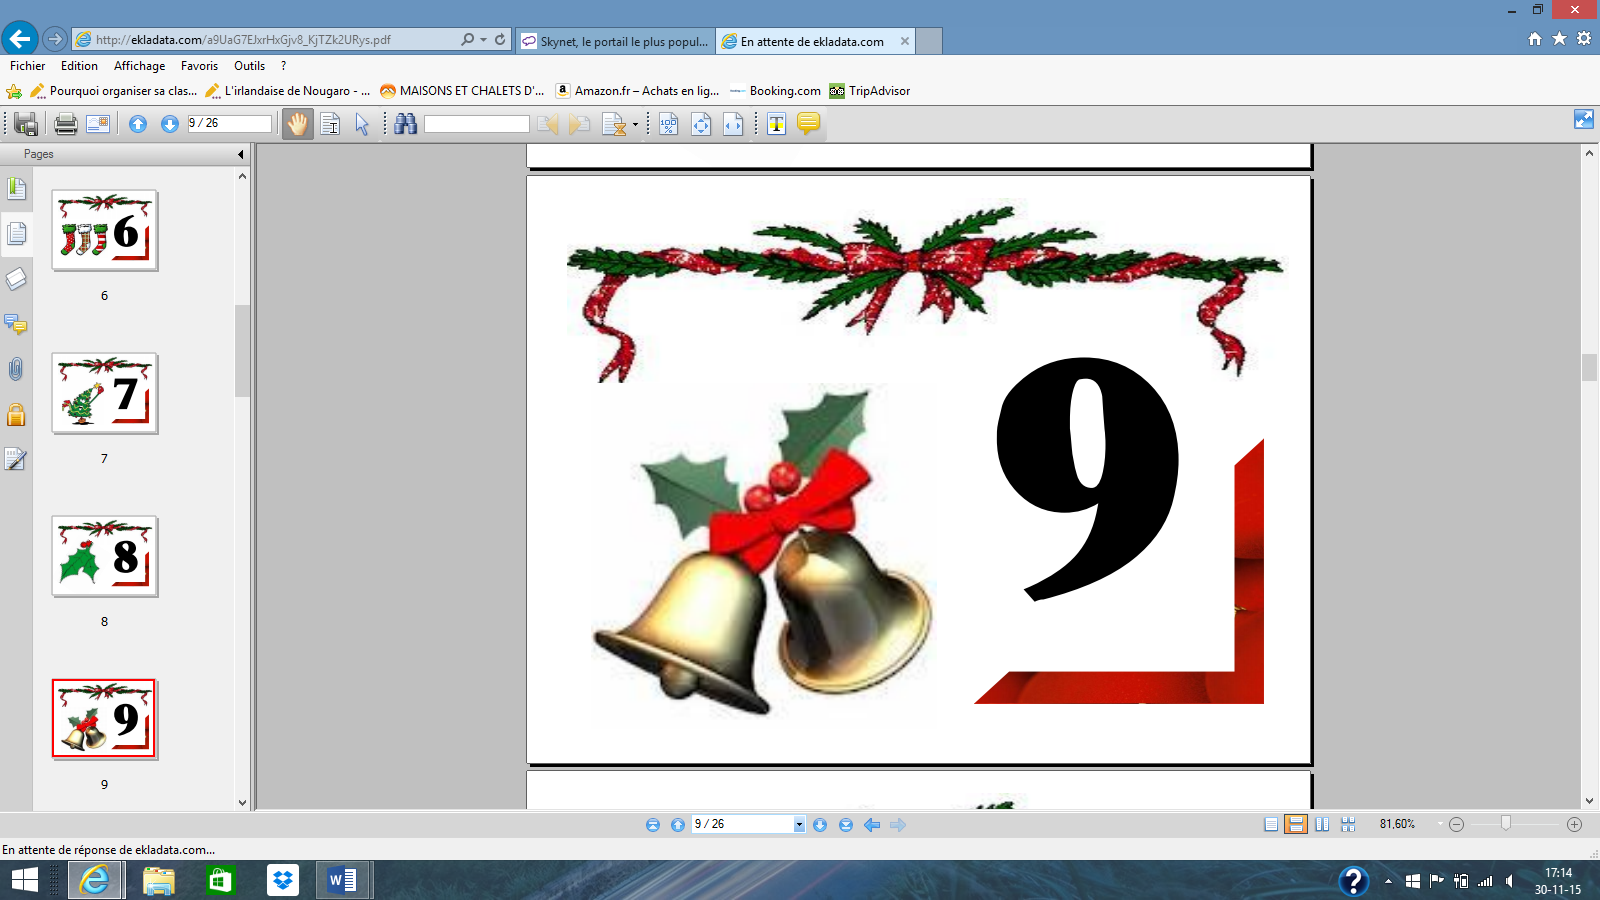 http://ekladata.com/a9UaG7EJxrHxGjv8_KjTZk2URys.pdf
Skynet, le portail le plus popul...
En attente de ekladata.com
Fichier Edition Affichage Favoris Outils ?
Pourquoi organiser sa clas...
L'irlandaise de Nougaro - ...
MAISONS ET CHALETS D'...
Amazon.fr – Achats en lig...
Booking.com
TripAdvisor
9 / 26
Pages
6
6
7
7
8
8
9
9
9
9 / 26
81,60%
En attente de réponse de ekladata.com...
17:14
30-11-15